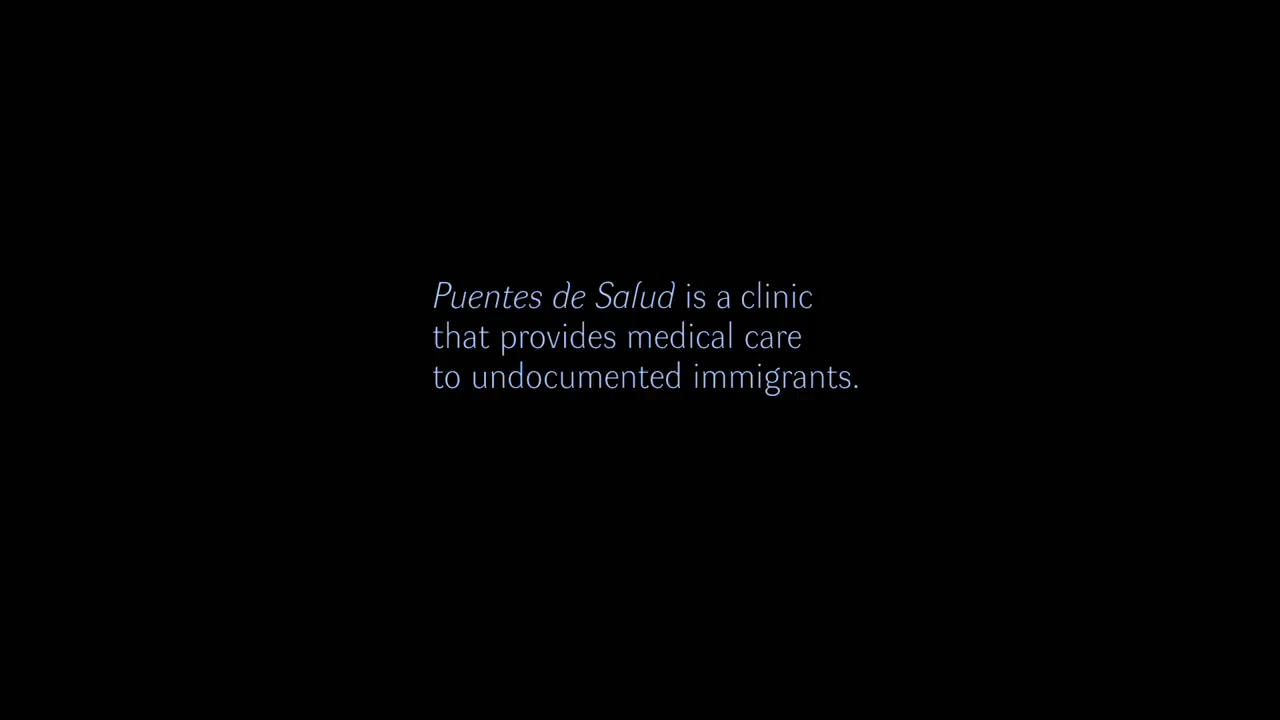 Puentes de Salud is a clinic
that provides medical care
to undocumented immigrants.